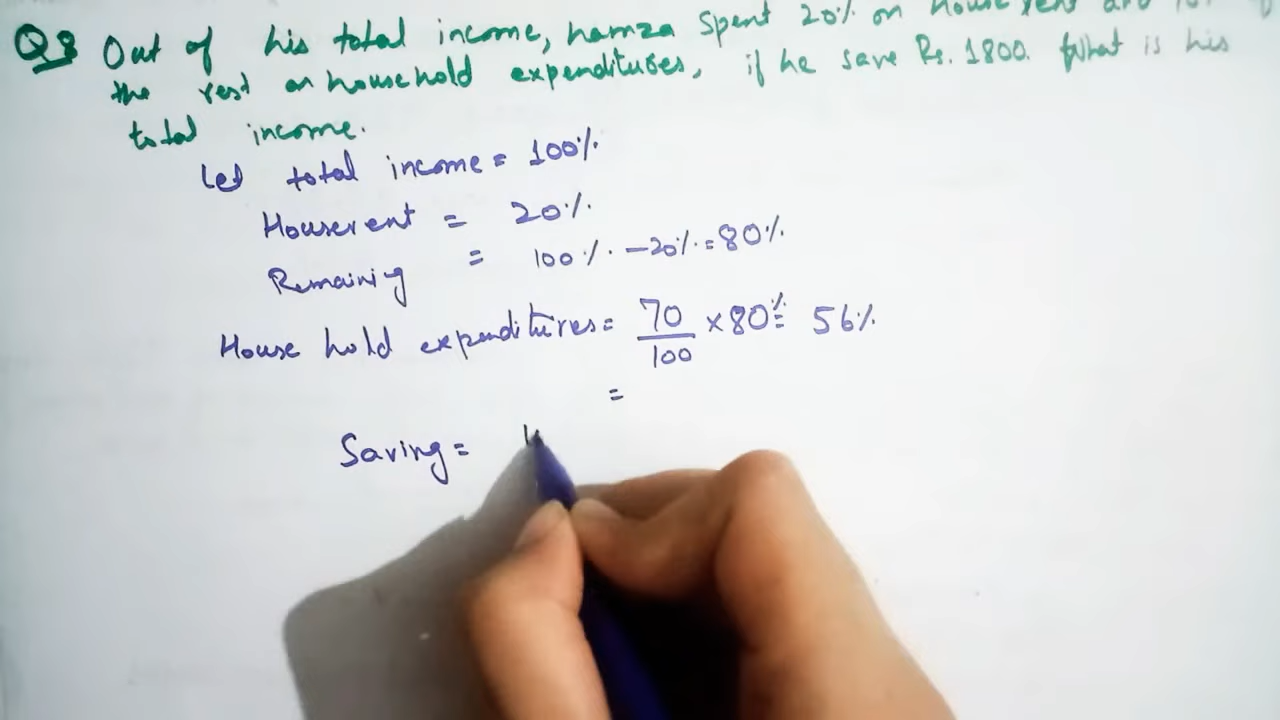 Q8 Out of his total income, hamza spent 20% on house rent and
the rest on household expenditures, if he save Rs. 1800. What is his
total income.
Let total income = 100%
House rent = 20%
Remaining = 100% - 20% = 80%
House hold expenditures = 70/100 × 80% = 56%
=
Saving =